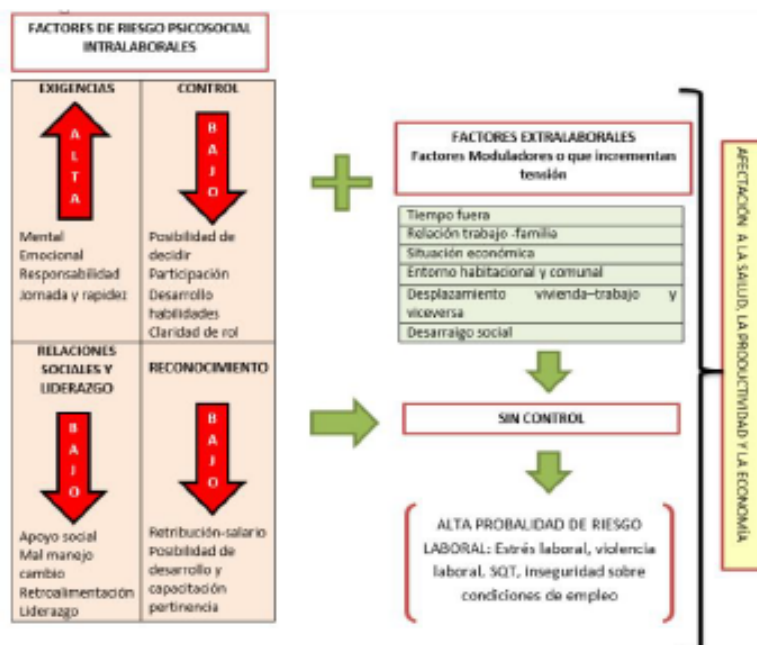 FACTORES DE RIESGO PSICOSOCIAL
INTRALABORALES
EXIGENCIAS
ALTA
Mental
Emocional
Responsabilidad
Jornada y rapidez
CONTROL
BAJO
Posibilidad de
decidir
Participación
Desarrollo
habilidades
Claridad de rol
RELACIONES
SOCIALES Y
LIDERAZGO
BAJO
Apoyo social
Mal manejo
cambio
Retroalimentación
Liderazgo
RECONOCIMIENTO
BAJO
Retribución-salario
Posibilidad de
desarrollo y
capacitación
pertinencia
FACTORES EXTRALABORALES
Factores Moduladores o que incrementan
tensión
Tiempo fuera
Relación trabajo -familia
Situación económica
Entorno habitacional y comunal
Desplazamiento vivienda–trabajo y
viceversa
Desarraigo social
SIN CONTROL
ALTA PROBALIDAD DE RIESGO
LABORAL: Estrés laboral, violencia
laboral, SQT, inseguridad sobre
condiciones de empleo
AFECTACIÓN A LA SALUD, LA PRODUCTIVIDAD Y LA ECONOMÍA